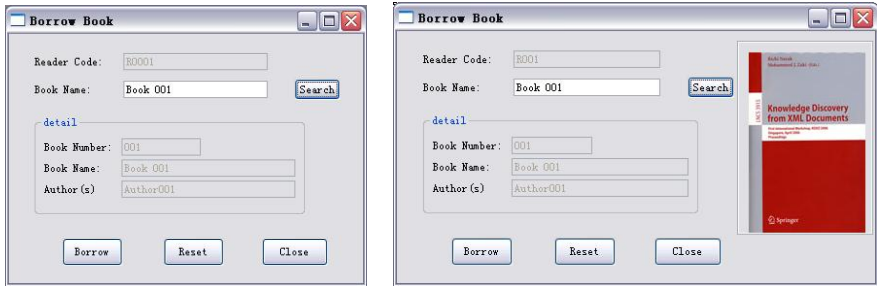 Borrow Book
Reader Code: R0001
Book Name: Book 001 Search
detail
Book Number: 001
Book Name: Book 001
Author(s) Author001
Borrow Reset Close
Borrow Book
Reader Code: R001
Book Name: Book 001 Search
detail
Book Number: 001
Book Name: Book 001
Author(s) Author001
Borrow Reset Close
Knowledge Discovery
from XML Documents
Springer